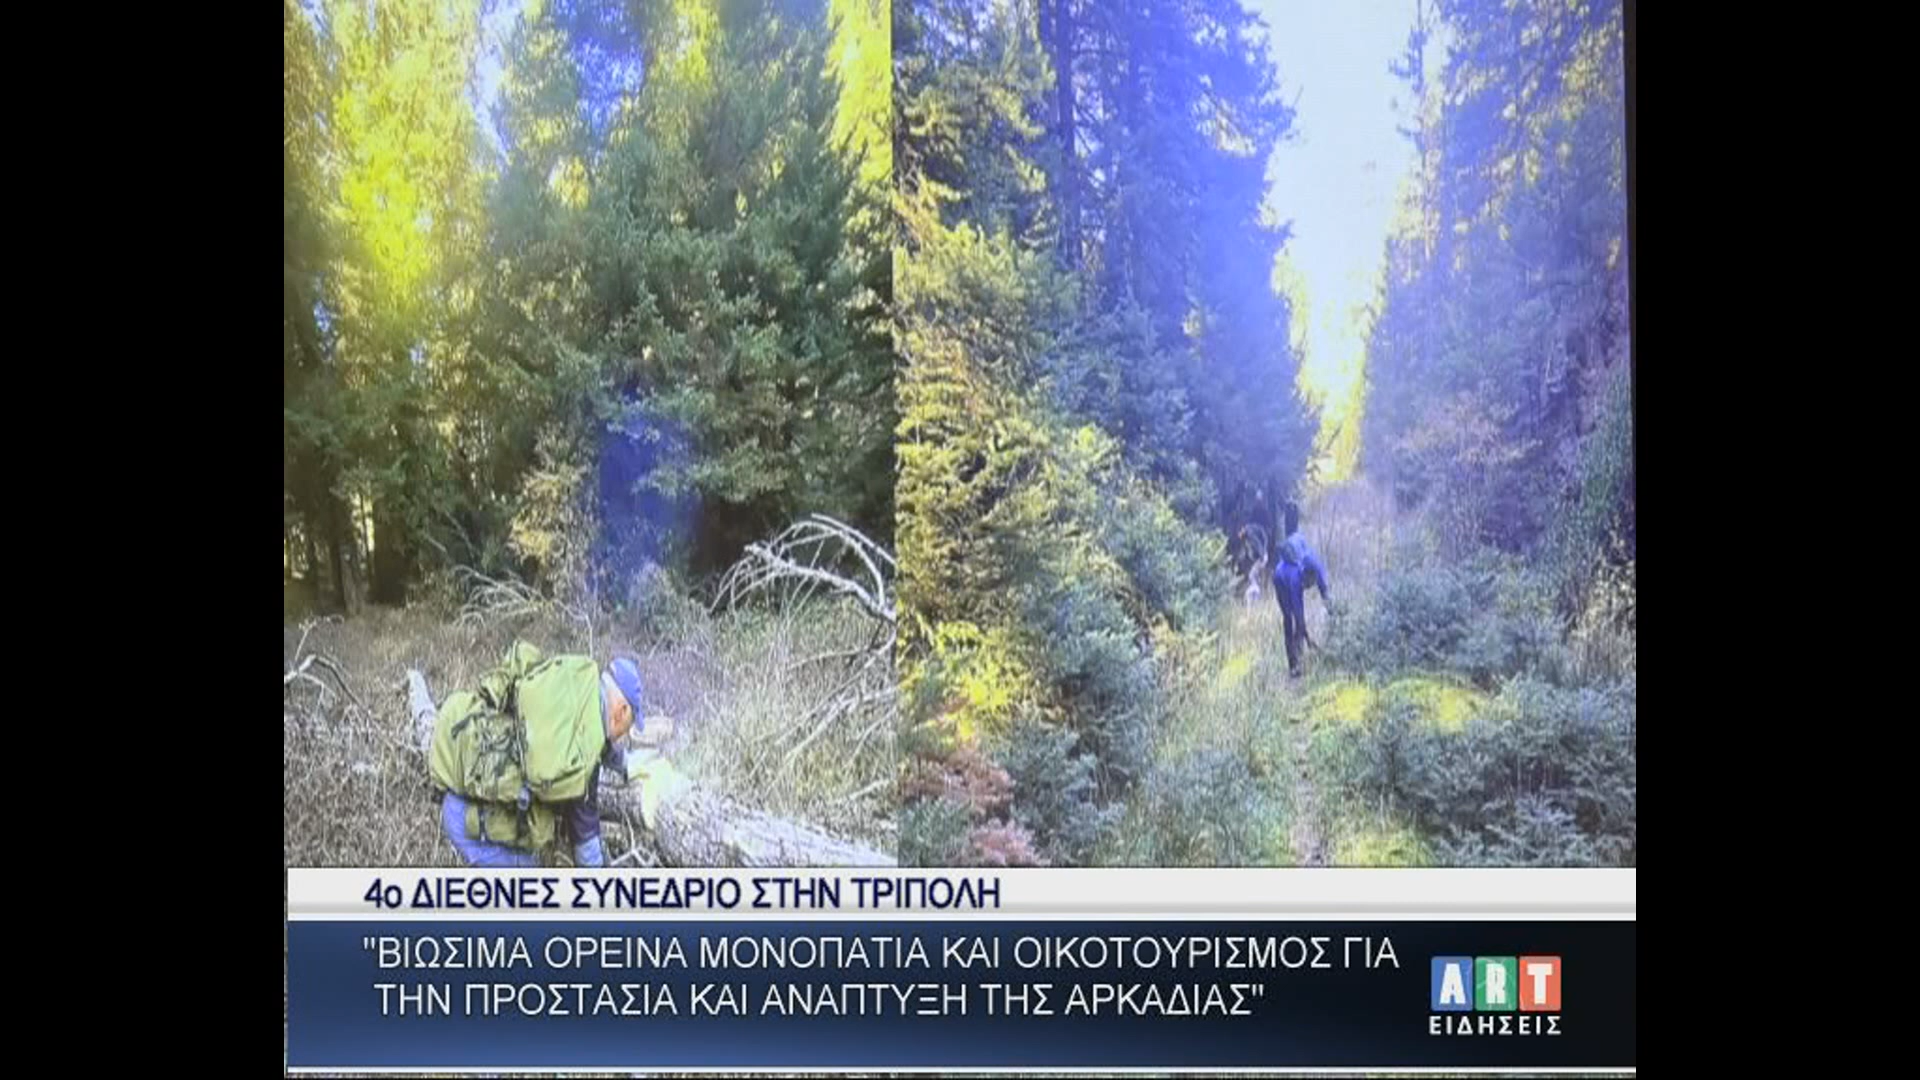 4ο ΔΙΕΘΝΕΣ ΣΥΝΕΔΡΙΟ ΣΤΗΝ ΤΡΙΠΟΛΗ
"ΒΙΩΣΙΜΑ ΟΡΕΙΝΑ ΜΟΝΟΠΑΤΙΑ ΚΑΙ ΟΙΚΟΤΟΥΡΙΣΜΟΣ ΓΙΑ
ΤΗΝ ΠΡΟΣΤΑΣΙΑ ΚΑΙ ΑΝΑΠΤΥΞΗ ΤΗΣ ΑΡΚΑΔΙΑΣ"
ART
ΕΙΔΗΣΕΙΣ